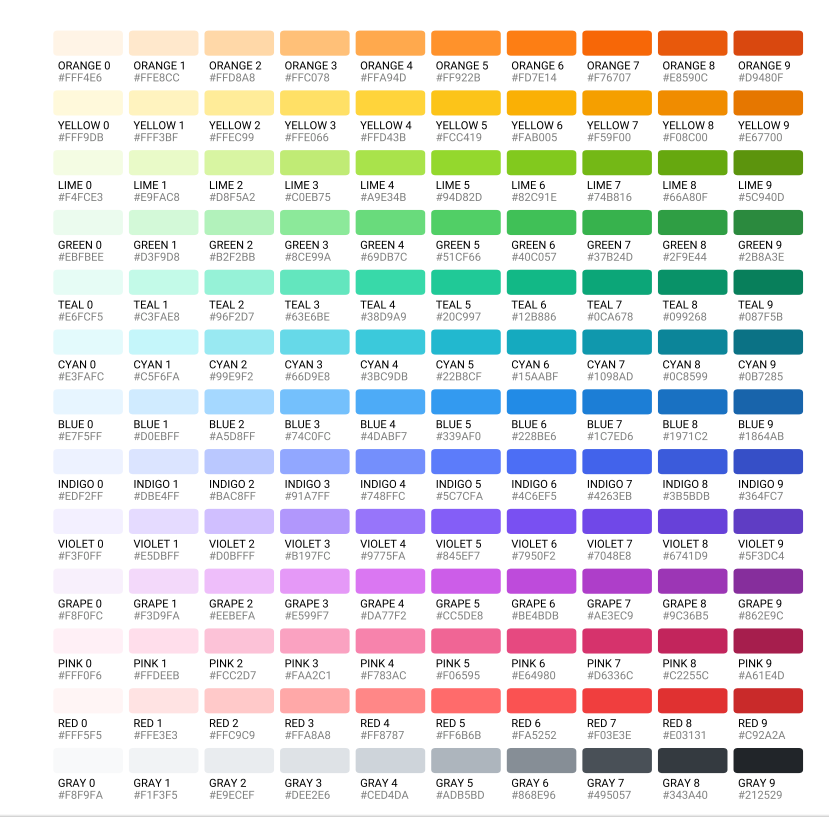 ORANGE 0 ORANGE 1 ORANGE 2 ORANGE 3 ORANGE 4 ORANGE 5 ORANGE 6 ORANGE 7 ORANGE 8 ORANGE 9
#FFF4E6 #FFE8CC #FFD8A8 #FFC078 #FFA94D #FF922B #FD7E14 #F76707 #E8590C #D9480F
YELLOW 0 YELLOW 1 YELLOW 2 YELLOW 3 YELLOW 4 YELLOW 5 YELLOW 6 YELLOW 7 YELLOW 8 YELLOW 9
#FFF9DB #FFF3BF #FFEC99 #FFE066 #FFD43B #FCC419 #FAB005 #F59F00 #F08C00 #E67700
LIME 0 LIME 1 LIME 2 LIME 3 LIME 4 LIME 5 LIME 6 LIME 7 LIME 8 LIME 9
#F4FCE3 #E9FAC8 #D8F5A2 #C0EB75 #A9E34B #94D82D #82C91E #74B816 #66A80F #5C940D
GREEN 0 GREEN 1 GREEN 2 GREEN 3 GREEN 4 GREEN 5 GREEN 6 GREEN 7 GREEN 8 GREEN 9
#EBFBEE #D3F9D8 #B2F2BB #8CE99A #69DB7C #51CF66 #40C057 #37B24D #2F9E44 #2B8A3E
TEAL 0 TEAL 1 TEAL 2 TEAL 3 TEAL 4 TEAL 5 TEAL 6 TEAL 7 TEAL 8 TEAL 9
#E6FCF5 #C3FAE8 #96F2D7 #63E6BE #38D9A9 #20C997 #12B886 #0CA678 #099268 #087F5B
CYAN 0 CYAN 1 CYAN 2 CYAN 3 CYAN 4 CYAN 5 CYAN 6 CYAN 7 CYAN 8 CYAN 9
#E3FAFC #C5F6FA #99E9F2 #66D9E8 #3BC9DB #22B8CF #15AABF #1098AD #0C8599 #0B7285
BLUE 0 BLUE 1 BLUE 2 BLUE 3 BLUE 4 BLUE 5 BLUE 6 BLUE 7 BLUE 8 BLUE 9
#E7F5FF #D0EBFF #A5D8FF #74C0FC #4DABF7 #339AF0 #228BE6 #1C7ED6 #1971C2 #1864AB
INDIGO 0 INDIGO 1 INDIGO 2 INDIGO 3 INDIGO 4 INDIGO 5 INDIGO 6 INDIGO 7 INDIGO 8 INDIGO 9
#EDF2FF #DBE4FF #BAC8FF #91A7FF #748FFC #5C7CFA #4C6EF5 #4263EB #3B5BDB #364FC7
VIOLET 0 VIOLET 1 VIOLET 2 VIOLET 3 VIOLET 4 VIOLET 5 VIOLET 6 VIOLET 7 VIOLET 8 VIOLET 9
#F3F0FF #E5DBFF #D0BFFF #B197FC #9775FA #845EF7 #7950F2 #7048E8 #6741D9 #5F3DC4
GRAPE 0 GRAPE 1 GRAPE 2 GRAPE 3 GRAPE 4 GRAPE 5 GRAPE 6 GRAPE 7 GRAPE 8 GRAPE 9
#F8F0FC #F3D9FA #EEBEFA #E599F7 #DA77F2 #CC5DE8 #BE4BDB #AE3EC9 #9C36B5 #862E9C
PINK 0 PINK 1 PINK 2 PINK 3 PINK 4 PINK 5 PINK 6 PINK 7 PINK 8 PINK 9
#FFF0F6 #FFDEEB #FCC2D7 #FAA2C1 #F783AC #F06595 #E64980 #D6336C #C2255C #A61E4D
RED 0 RED 1 RED 2 RED 3 RED 4 RED 5 RED 6 RED 7 RED 8 RED 9
#FFF5F5 #FFE3E3 #FFC9C9 #FFA8A8 #FF8787 #FF6B6B #FA5252 #F03E3E #E03131 #C92A2A
GRAY 0 GRAY 1 GRAY 2 GRAY 3 GRAY 4 GRAY 5 GRAY 6 GRAY 7 GRAY 8 GRAY 9
#F8F9FA #F1F3F5 #E9ECEF #DEE2E6 #CED4DA #ADB5BD #868E96 #495057 #343A40 #212529